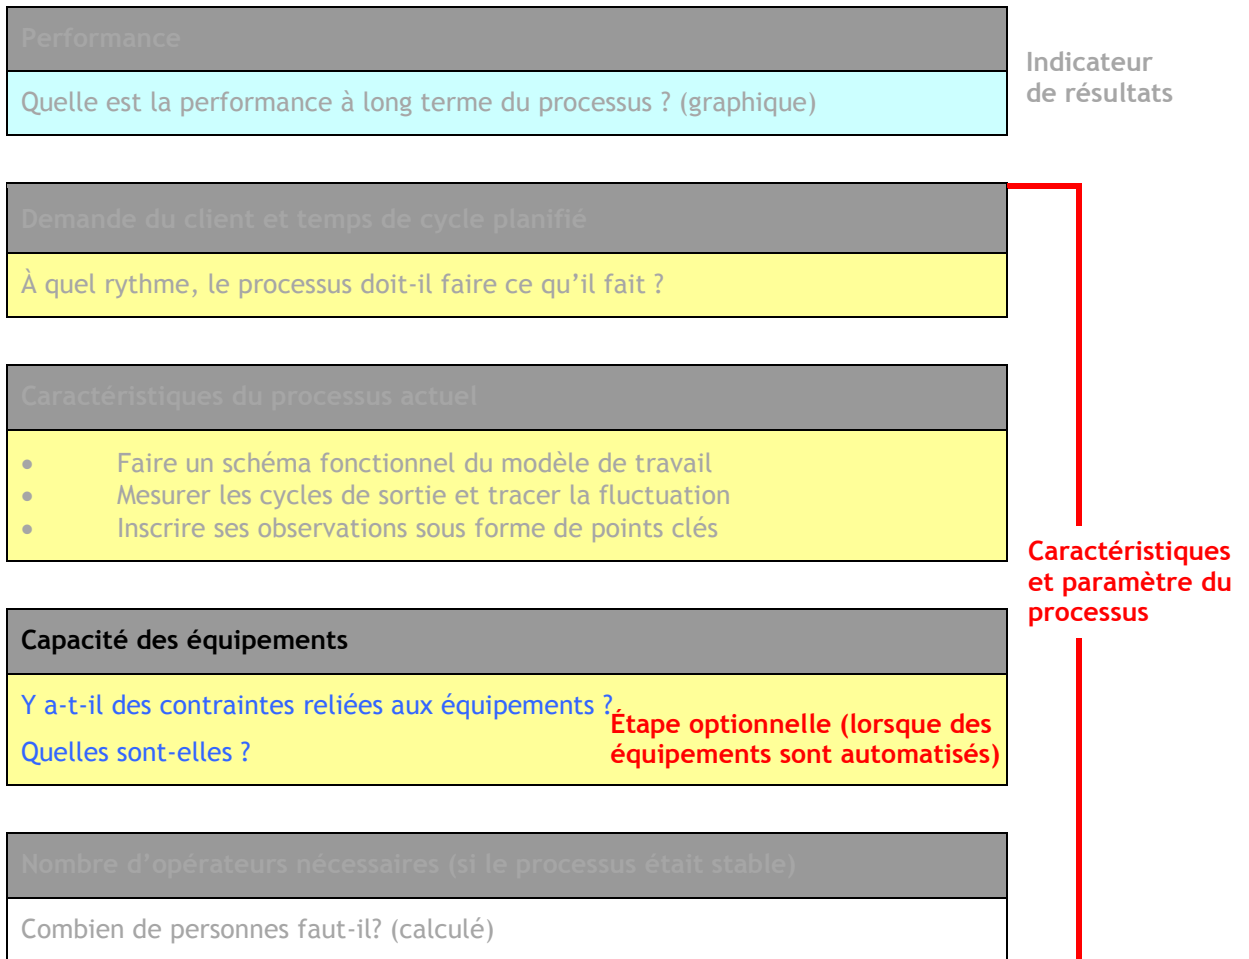 Performance
Indicateur
de résultats
Quelle est la performance à long terme du processus ? (graphique)
Demande du client et temps de cycle planifié
À quel rythme, le processus doit-il faire ce qu’il fait ?
Caractéristiques du processus actuel
• Faire un schéma fonctionnel du modèle de travail
• Mesurer les cycles de sortie et tracer la fluctuation
• Inscrire ses observations sous forme de points clés
Caractéristiques
et paramètre du
processus
Capacité des équipements
Y a-t-il des contraintes reliées aux équipements ?
Quelles sont-elles ?
Étape optionnelle (lorsque des
équipements sont automatisés)
Nombre d’opérateurs nécessaires (si le processus était stable)
Combien de personnes faut-il? (calculé)